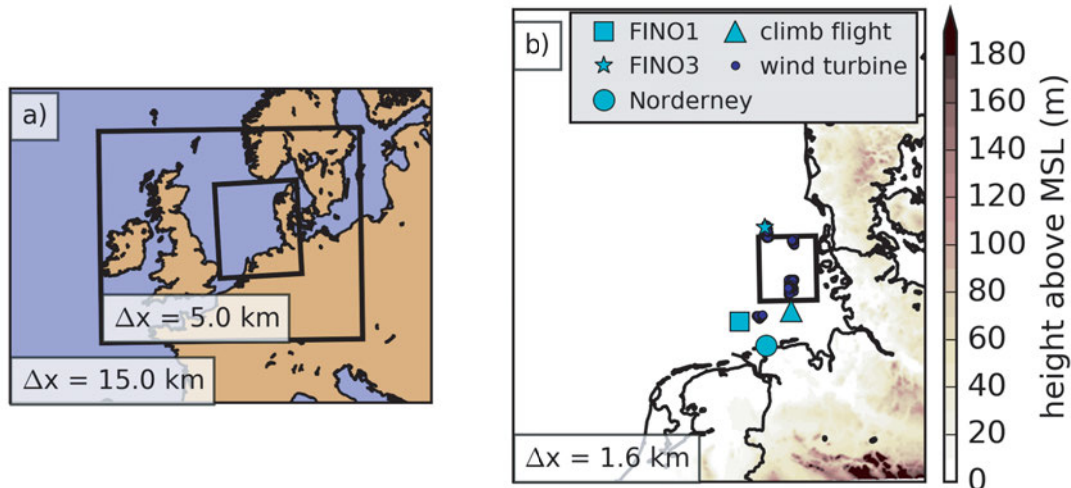 a)
Δx = 5.0 km
Δx = 15.0 km
b)
FINO1
climb flight
FINO3
wind turbine
Norderney
Δx = 1.6 km
180
160
140
120
100
80
60
40
20
0
height above MSL (m)